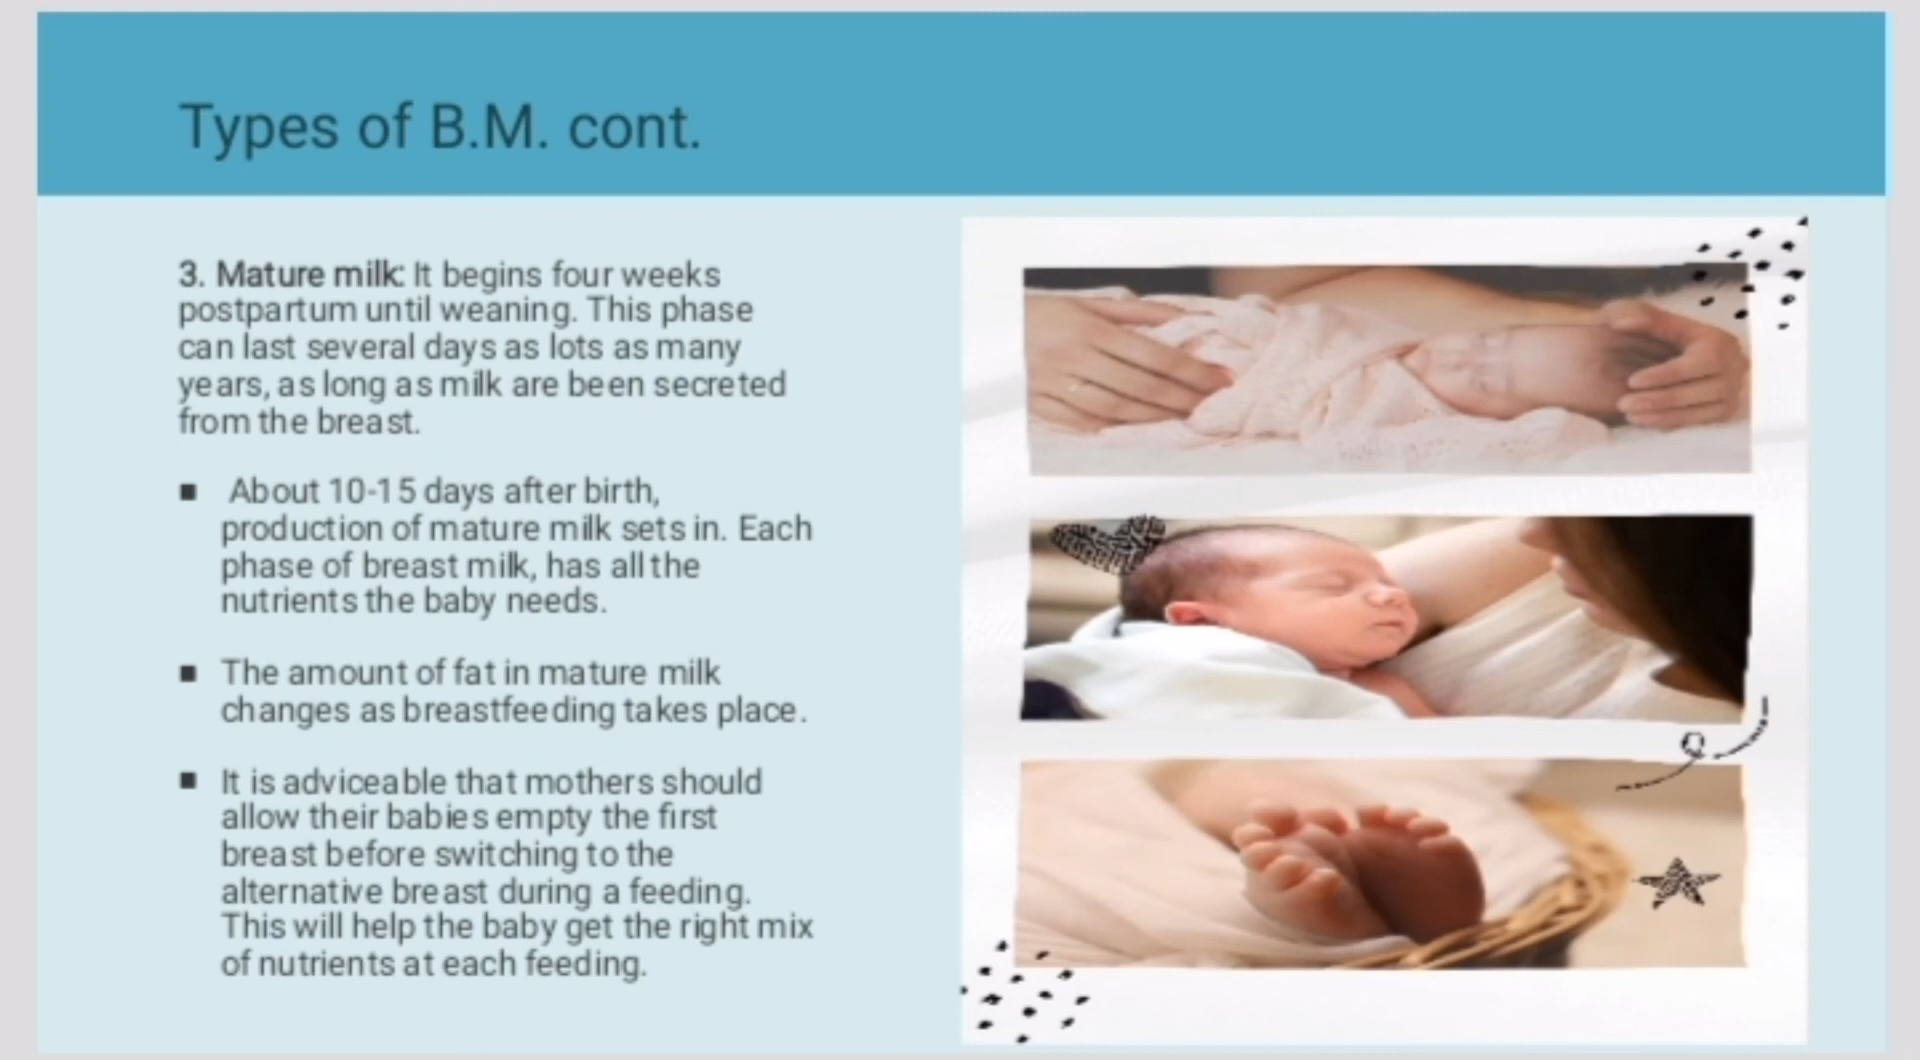 Types of B.M. cont.
3. Mature milk: It begins four weeks
postpartum until weaning. This phase
can last several days as lots as many
years, as long as milk are been secreted
from the breast.
▪ About 10-15 days after birth,
production of mature milk sets in. Each
phase of breast milk, has all the
nutrients the baby needs.
▪ The amount of fat in mature milk
changes as breastfeeding takes place.
▪ It is adviceable that mothers should
allow their babies empty the first
breast before switching to the
alternative breast during a feeding.
This will help the baby get the right mix
of nutrients at each feeding.